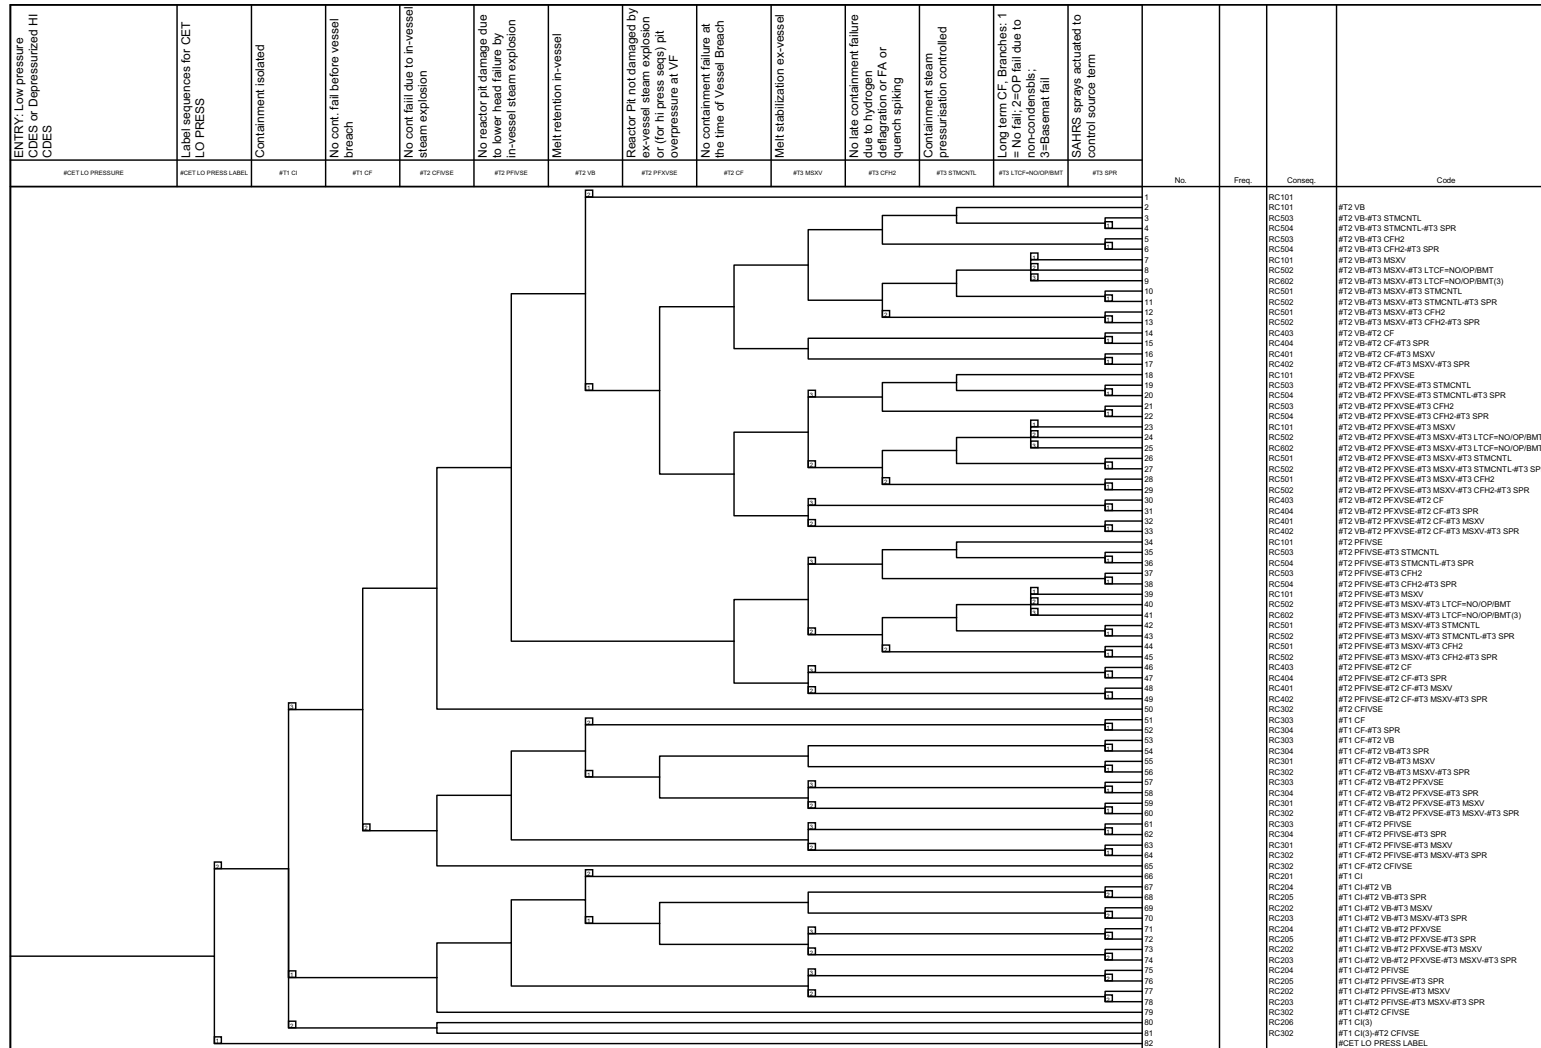 ENTRY: Low pressure
CDES or Depressurized HI
CDES
Label sequences for CET
LO PRESS
Containment isolated
No cont. fail before vessel
breach
No cont faiil due to in-vessel
steam explosion
No reactor pit damage due
to lower head failure by
in-vessel steam explosion
Melt retention in-vessel
Reactor Pit not damaged by
ex-vessel steam explosion
or (for hi press seqs) pit
overpressure at VF
No containment failure at
the time of Vessel Breach
Melt stabilization ex-vessel
No late containment failure
due to hydrogen
deflagration or FA or
quench spiking
Containment steam
pressurisation controlled
Long term CF, Branches: 1
= No fail; 2=OP fail due to
non-condensbls;
3=Basemat fail
SAHRS sprays actuated to
control source term
#CET LO PRESSURE #CET LO PRESS LABEL #T1 CI #T1 CF #T2 CFIVSE #T2 PFIVSE #T2 VB #T2 PFXVSE #T2 CF #T3 MSXV #T3 CFH2 #T3 STMCNTL #T3 LTCF=NO/OP/BMT #T3 SPR No. Freq. Conseq. Code
1 RC101
2 RC101 #T2 VB
3 RC503 #T2 VB-#T3 STMCNTL
4 RC504 #T2 VB-#T3 STMCNTL-#T3 SPR
5 RC503 #T2 VB-#T3 CFH2
6 RC504 #T2 VB-#T3 CFH2-#T3 SPR
7 RC101 #T2 VB-#T3 MSXV
8 RC502 #T2 VB-#T3 MSXV-#T3 LTCF=NO/OP/BMT
9 RC602 #T2 VB-#T3 MSXV-#T3 LTCF=NO/OP/BMT(3)
10 RC501 #T2 VB-#T3 MSXV-#T3 STMCNTL
11 RC502 #T2 VB-#T3 MSXV-#T3 STMCNTL-#T3 SPR
12 RC501 #T2 VB-#T3 MSXV-#T3 CFH2
13 RC502 #T2 VB-#T3 MSXV-#T3 CFH2-#T3 SPR
14 RC403 #T2 VB-#T2 CF
15 RC404 #T2 VB-#T2 CF-#T3 SPR
16 RC401 #T2 VB-#T2 CF-#T3 MSXV
17 RC402 #T2 VB-#T2 CF-#T3 MSXV-#T3 SPR
18 RC101 #T2 VB-#T2 PFXVSE
19 RC503 #T2 VB-#T2 PFXVSE-#T3 STMCNTL
20 RC504 #T2 VB-#T2 PFXVSE-#T3 STMCNTL-#T3 SPR
21 RC503 #T2 VB-#T2 PFXVSE-#T3 CFH2
22 RC504 #T2 VB-#T2 PFXVSE-#T3 CFH2-#T3 SPR
23 RC101 #T2 VB-#T2 PFXVSE-#T3 MSXV
24 RC502 #T2 VB-#T2 PFXVSE-#T3 MSXV-#T3 LTCF=NO/OP/BMT
25 RC602 #T2 VB-#T2 PFXVSE-#T3 MSXV-#T3 LTCF=NO/OP/BMT
26 RC501 #T2 VB-#T2 PFXVSE-#T3 MSXV-#T3 STMCNTL
27 RC502 #T2 VB-#T2 PFXVSE-#T3 MSXV-#T3 STMCNTL-#T3 SP
28 RC501 #T2 VB-#T2 PFXVSE-#T3 MSXV-#T3 CFH2
29 RC502 #T2 VB-#T2 PFXVSE-#T3 MSXV-#T3 CFH2-#T3 SPR
30 RC403 #T2 VB-#T2 PFXVSE-#T2 CF
31 RC404 #T2 VB-#T2 PFXVSE-#T2 CF-#T3 SPR
32 RC401 #T2 VB-#T2 PFXVSE-#T2 CF-#T3 MSXV
33 RC402 #T2 VB-#T2 PFXVSE-#T2 CF-#T3 MSXV-#T3 SPR
34 RC101 #T2 PFIVSE
35 RC503 #T2 PFIVSE-#T3 STMCNTL
36 RC504 #T2 PFIVSE-#T3 STMCNTL-#T3 SPR
37 RC503 #T2 PFIVSE-#T3 CFH2
38 RC504 #T2 PFIVSE-#T3 CFH2-#T3 SPR
39 RC101 #T2 PFIVSE-#T3 MSXV
40 RC502 #T2 PFIVSE-#T3 MSXV-#T3 LTCF=NO/OP/BMT
41 RC602 #T2 PFIVSE-#T3 MSXV-#T3 LTCF=NO/OP/BMT(3)
42 RC501 #T2 PFIVSE-#T3 MSXV-#T3 STMCNTL
43 RC502 #T2 PFIVSE-#T3 MSXV-#T3 STMCNTL-#T3 SPR
44 RC501 #T2 PFIVSE-#T3 MSXV-#T3 CFH2
45 RC502 #T2 PFIVSE-#T3 MSXV-#T3 CFH2-#T3 SPR
46 RC403 #T2 PFIVSE-#T2 CF
47 RC404 #T2 PFIVSE-#T2 CF-#T3 SPR
48 RC401 #T2 PFIVSE-#T2 CF-#T3 MSXV
49 RC402 #T2 PFIVSE-#T2 CF-#T3 MSXV-#T3 SPR
50 RC302 #T2 CFIVSE
51 RC303 #T1 CF
52 RC304 #T1 CF-#T3 SPR
53 RC303 #T1 CF-#T2 VB
54 RC304 #T1 CF-#T2 VB-#T3 SPR
55 RC301 #T1 CF-#T2 VB-#T3 MSXV
56 RC302 #T1 CF-#T2 VB-#T3 MSXV-#T3 SPR
57 RC303 #T1 CF-#T2 VB-#T2 PFXVSE
58 RC304 #T1 CF-#T2 VB-#T2 PFXVSE-#T3 SPR
59 RC301 #T1 CF-#T2 VB-#T2 PFXVSE-#T3 MSXV
60 RC302 #T1 CF-#T2 VB-#T2 PFXVSE-#T3 MSXV-#T3 SPR
61 RC303 #T1 CF-#T2 PFIVSE
62 RC304 #T1 CF-#T2 PFIVSE-#T3 SPR
63 RC301 #T1 CF-#T2 PFIVSE-#T3 MSXV
64 RC302 #T1 CF-#T2 PFIVSE-#T3 MSXV-#T3 SPR
65 RC302 #T1 CF-#T2 CFIVSE
66 RC201 #T1 CI
67 RC204 #T1 CI-#T2 VB
68 RC205 #T1 CI-#T2 VB-#T3 SPR
69 RC202 #T1 CI-#T2 VB-#T3 MSXV
70 RC203 #T1 CI-#T2 VB-#T3 MSXV-#T3 SPR
71 RC204 #T1 CI-#T2 VB-#T2 PFXVSE
72 RC205 #T1 CI-#T2 VB-#T2 PFXVSE-#T3 SPR
73 RC202 #T1 CI-#T2 VB-#T2 PFXVSE-#T3 MSXV
74 RC203 #T1 CI-#T2 VB-#T2 PFXVSE-#T3 MSXV-#T3 SPR
75 RC204 #T1 CI-#T2 PFIVSE
76 RC205 #T1 CI-#T2 PFIVSE-#T3 SPR
77 RC202 #T1 CI-#T2 PFIVSE-#T3 MSXV
78 RC203 #T1 CI-#T2 PFIVSE-#T3 MSXV-#T3 SPR
79 RC302 #T1 CI-#T2 CFIVSE
80 RC206 #T1 CI(3)
81 RC302 #T1 CI(3)-#T2 CFIVSE
82 #CET LO PRESS LABEL